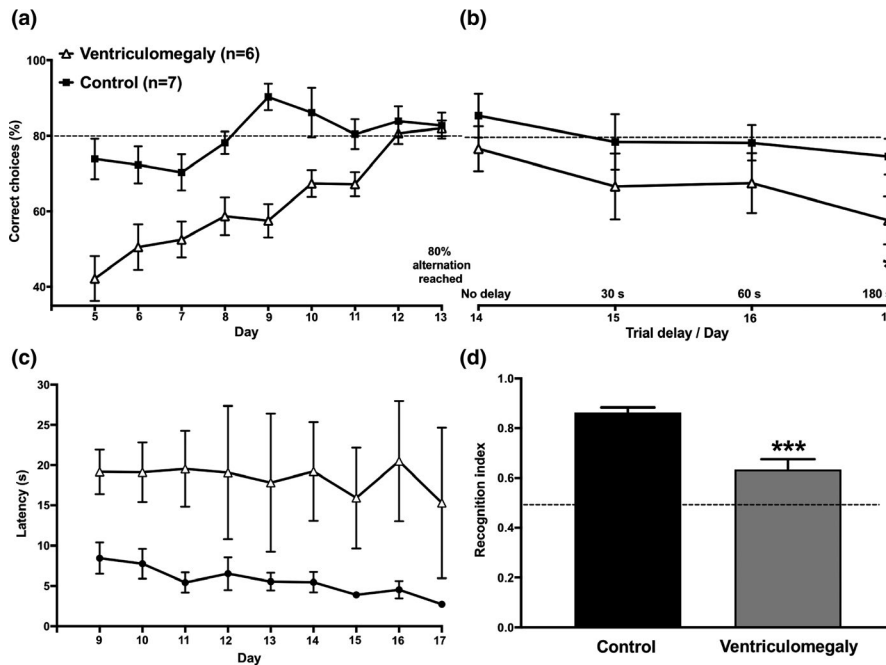 (a)
Ventriculomegaly (n=6)
Control (n=7)
Correct choices (%)
100
80
60
40
80%
alternation
reached
5 6 7 8 9 10 11 12 13
Day
(b)
No delay 30 s 60 s 180 s
14 15 16
Trial delay / Day
(c)
Latency (s)
30
25
20
15
10
5
0
9 10 11 12 13 14 15 16 17
Day
(d)
Recognition index
1.0
0.8
0.6
0.4
0.2
0.0
***
Control Ventriculomegaly